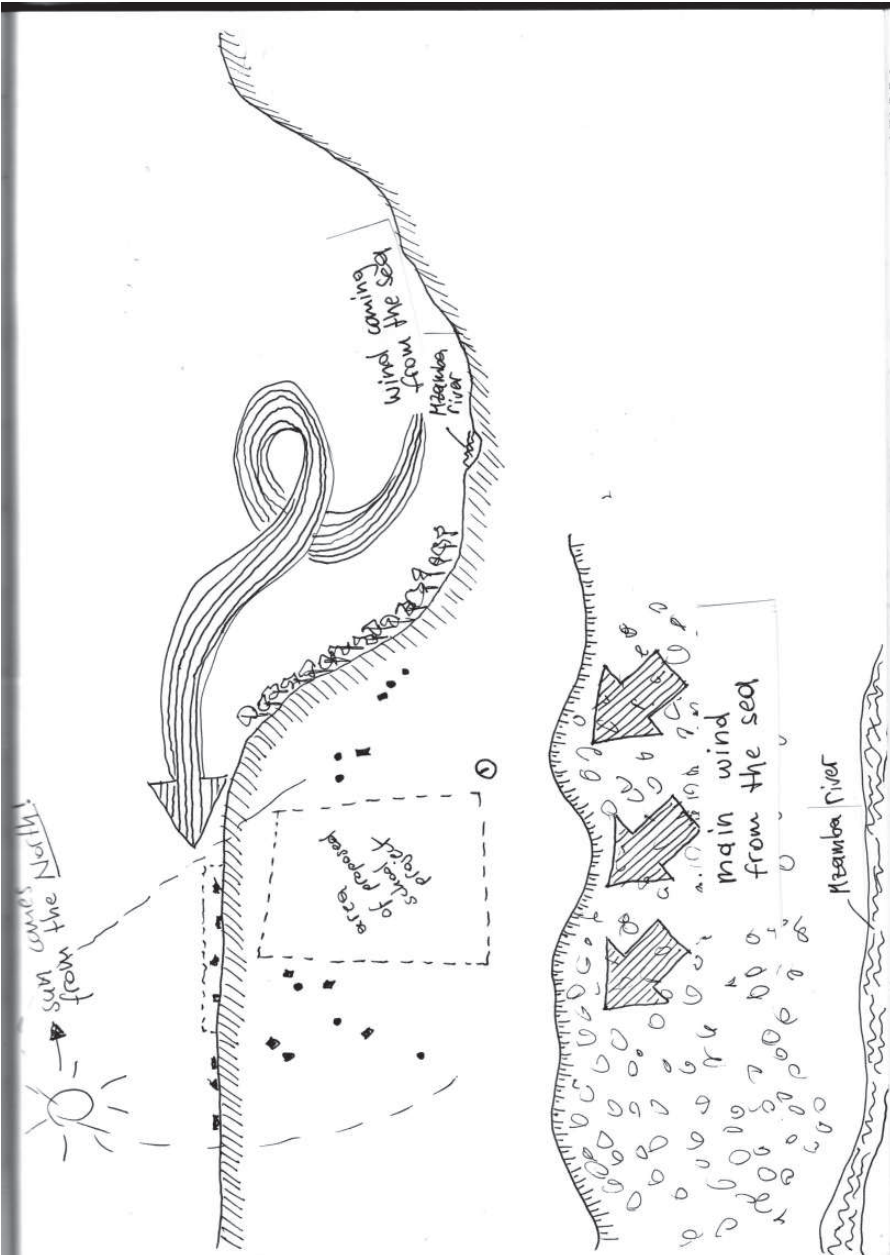 sun comes
from the North!
wind coming
from the sea
Mzamba
river
area proposed
of school
project
1
main wind
from the sea
Mzamba river